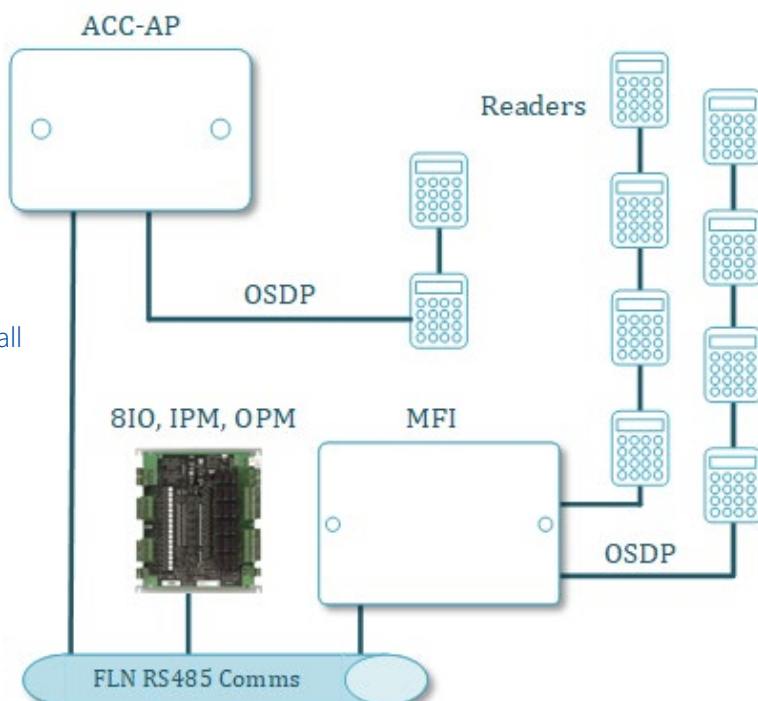 ACC-AP
Readers
OSDP
all
8IO, IPM, OPM
MFI
OSDP
FLN RS485 Comms